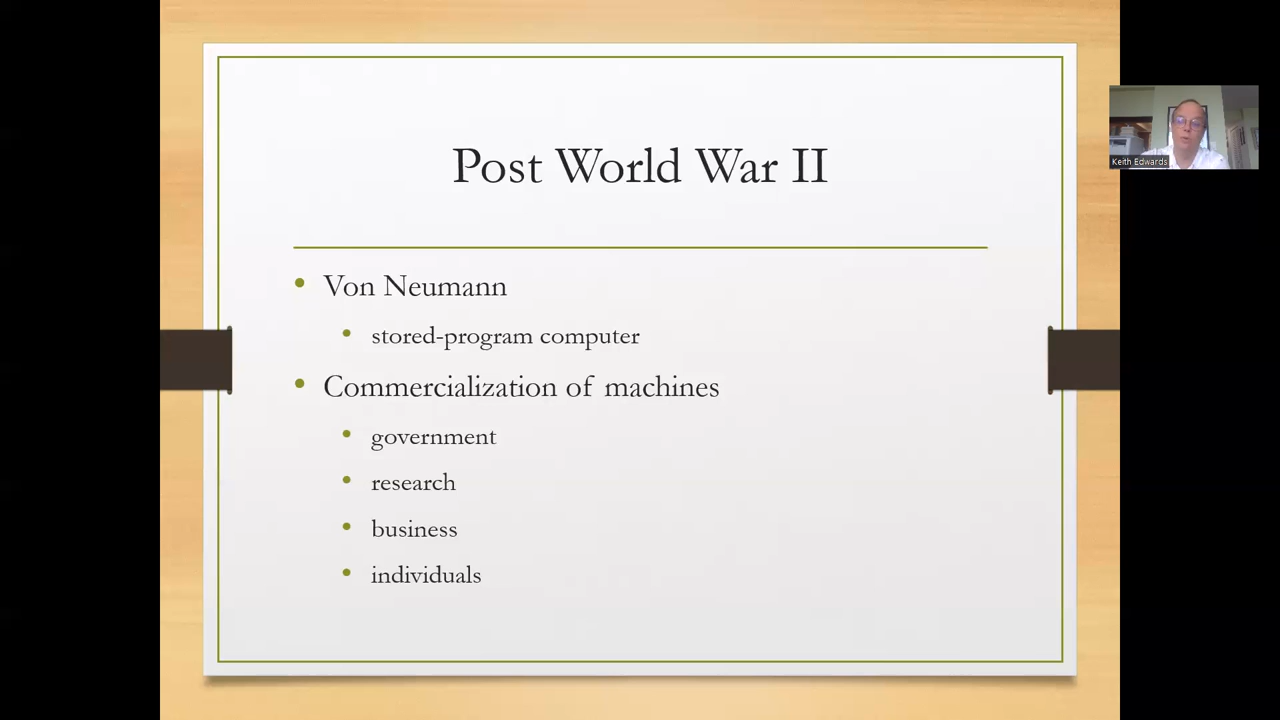 Post World War II
Von Neumann
stored-program computer
Commercialization of machines
government
research
business
individuals
Keith Edwards